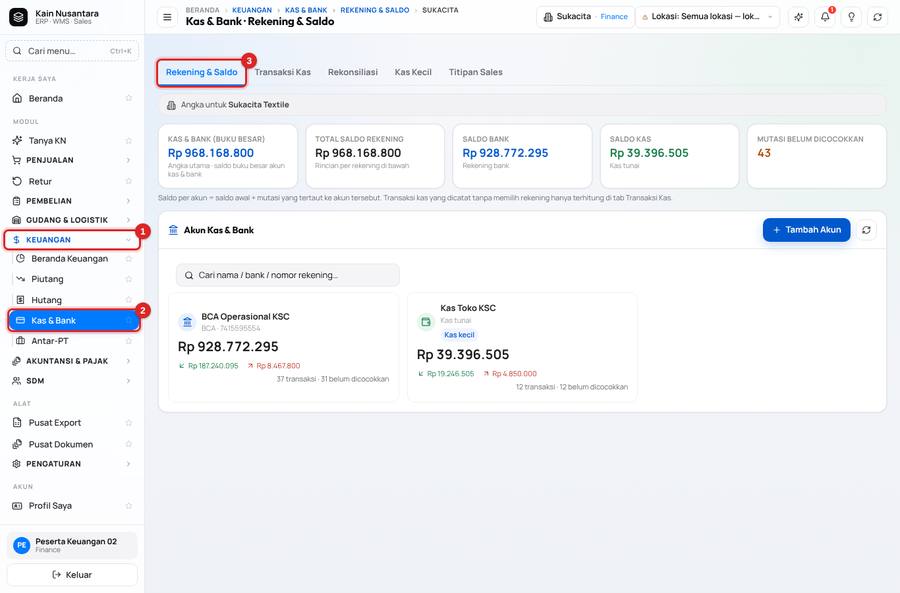 Kain Nusantara
ERP · WMS · Sales
Cari menu... Ctrl+K
KERJA SAYA
Beranda
MODUL
Tanya KN
PENJUALAN
Retur
PEMBELIAN
GUDANG & LOGISTIK
KEUANGAN
1
Beranda Keuangan
Piutang
Hutang
Kas & Bank
2
Antar-PT
AKUNTANSI & PAJAK
SDM
ALAT
Pusat Export
Pusat Dokumen
PENGATURAN
AKUN
Profil Saya
PE
Peserta Keuangan 02
Finance
Keluar
BERANDA › KEUANGAN › KAS & BANK › REKENING & SALDO › SUKACITA
Kas & Bank · Rekening & Saldo
Sukacita · Finance
Lokasi: Semua lokasi — lok...
1
Rekening & Saldo
3
Transaksi Kas
Rekonsiliasi
Kas Kecil
Titipan Sales
Angka untuk Sukacita Textile
KAS & BANK (BUKU BESAR)
Rp 968.168.800
Angka utama · saldo buku besar akun
kas & bank
TOTAL SALDO REKENING
Rp 968.168.800
Rincian per rekening di bawah
SALDO BANK
Rp 928.772.295
Rekening bank
SALDO KAS
Rp 39.396.505
Kas tunai
MUTASI BELUM DICOCOKKAN
43
Saldo per akun = saldo awal + mutasi yang tertaut ke akun tersebut. Transaksi kas yang dicatat tanpa memilih rekening hanya terhitung di tab Transaksi Kas.
Akun Kas & Bank
+ Tambah Akun
Cari nama / bank / nomor rekening...
BCA Operasional KSC
BCA · 7415595554
Rp 928.772.295
Rp 187.240.095 Rp 8.467.800
37 transaksi · 31 belum dicocokkan
Kas Toko KSC
Kas tunai
Kas kecil
Rp 39.396.505
Rp 19.246.505 Rp 4.850.000
12 transaksi · 12 belum dicocokkan